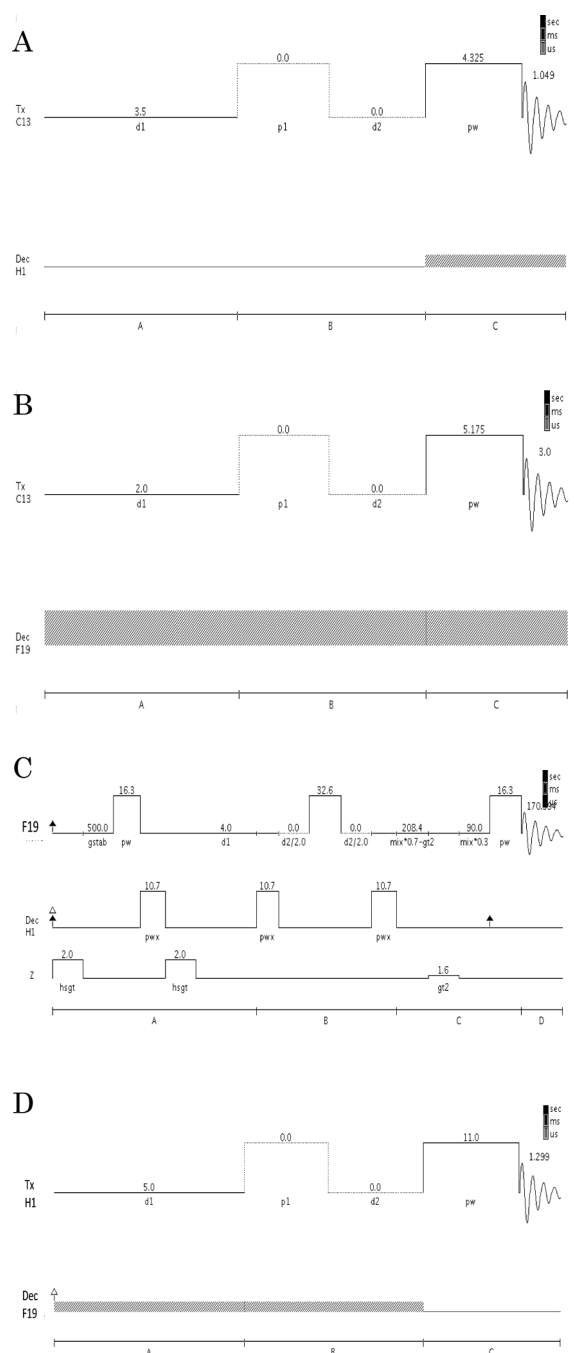 A
sec
ms
us
0.0
4.325
1.049
Tx
C13
3.5
0.0
d1
p1
d2
pw
Dec
H1
A
B
C
B
sec
ms
us
0.0
5.175
3.0
Tx
C13
2.0
0.0
d1
p1
d2
pw
Dec
F19
A
B
C
C
sec
ms
16.3
32.6
16.3
F19
500.0
4.0
0.0
0.0
208.4
90.0
gstab
pw
d1
d2/2.0
d2/2.0
mix*0.7-gt2
mix*0.3
pw
10.7
10.7
10.7
Dec
H1
pwx
pwx
pwx
Z
2.0
2.0
1.6
hsgt
hsgt
gt2
A
B
C
D
D
sec
ms
us
0.0
11.0
1.299
Tx
H1
5.0
0.0
d1
p1
d2
pw
Dec
F19